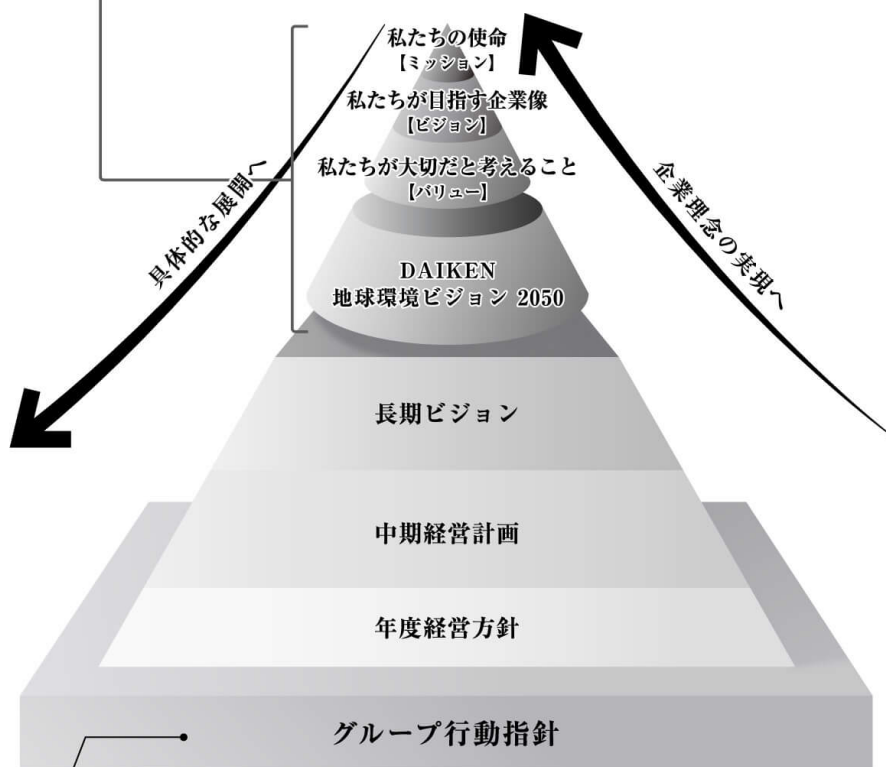 私たちの使命
【ミッション】
私たちが目指す企業像
【ビジョン】
私たちが大切だと考えること
【バリュー】
具体的な展開へ
企業理念の実現へ
DAIKEN
地球環境ビジョン 2050
長期ビジョン
中期経営計画
年度経営方針
グループ行動指針